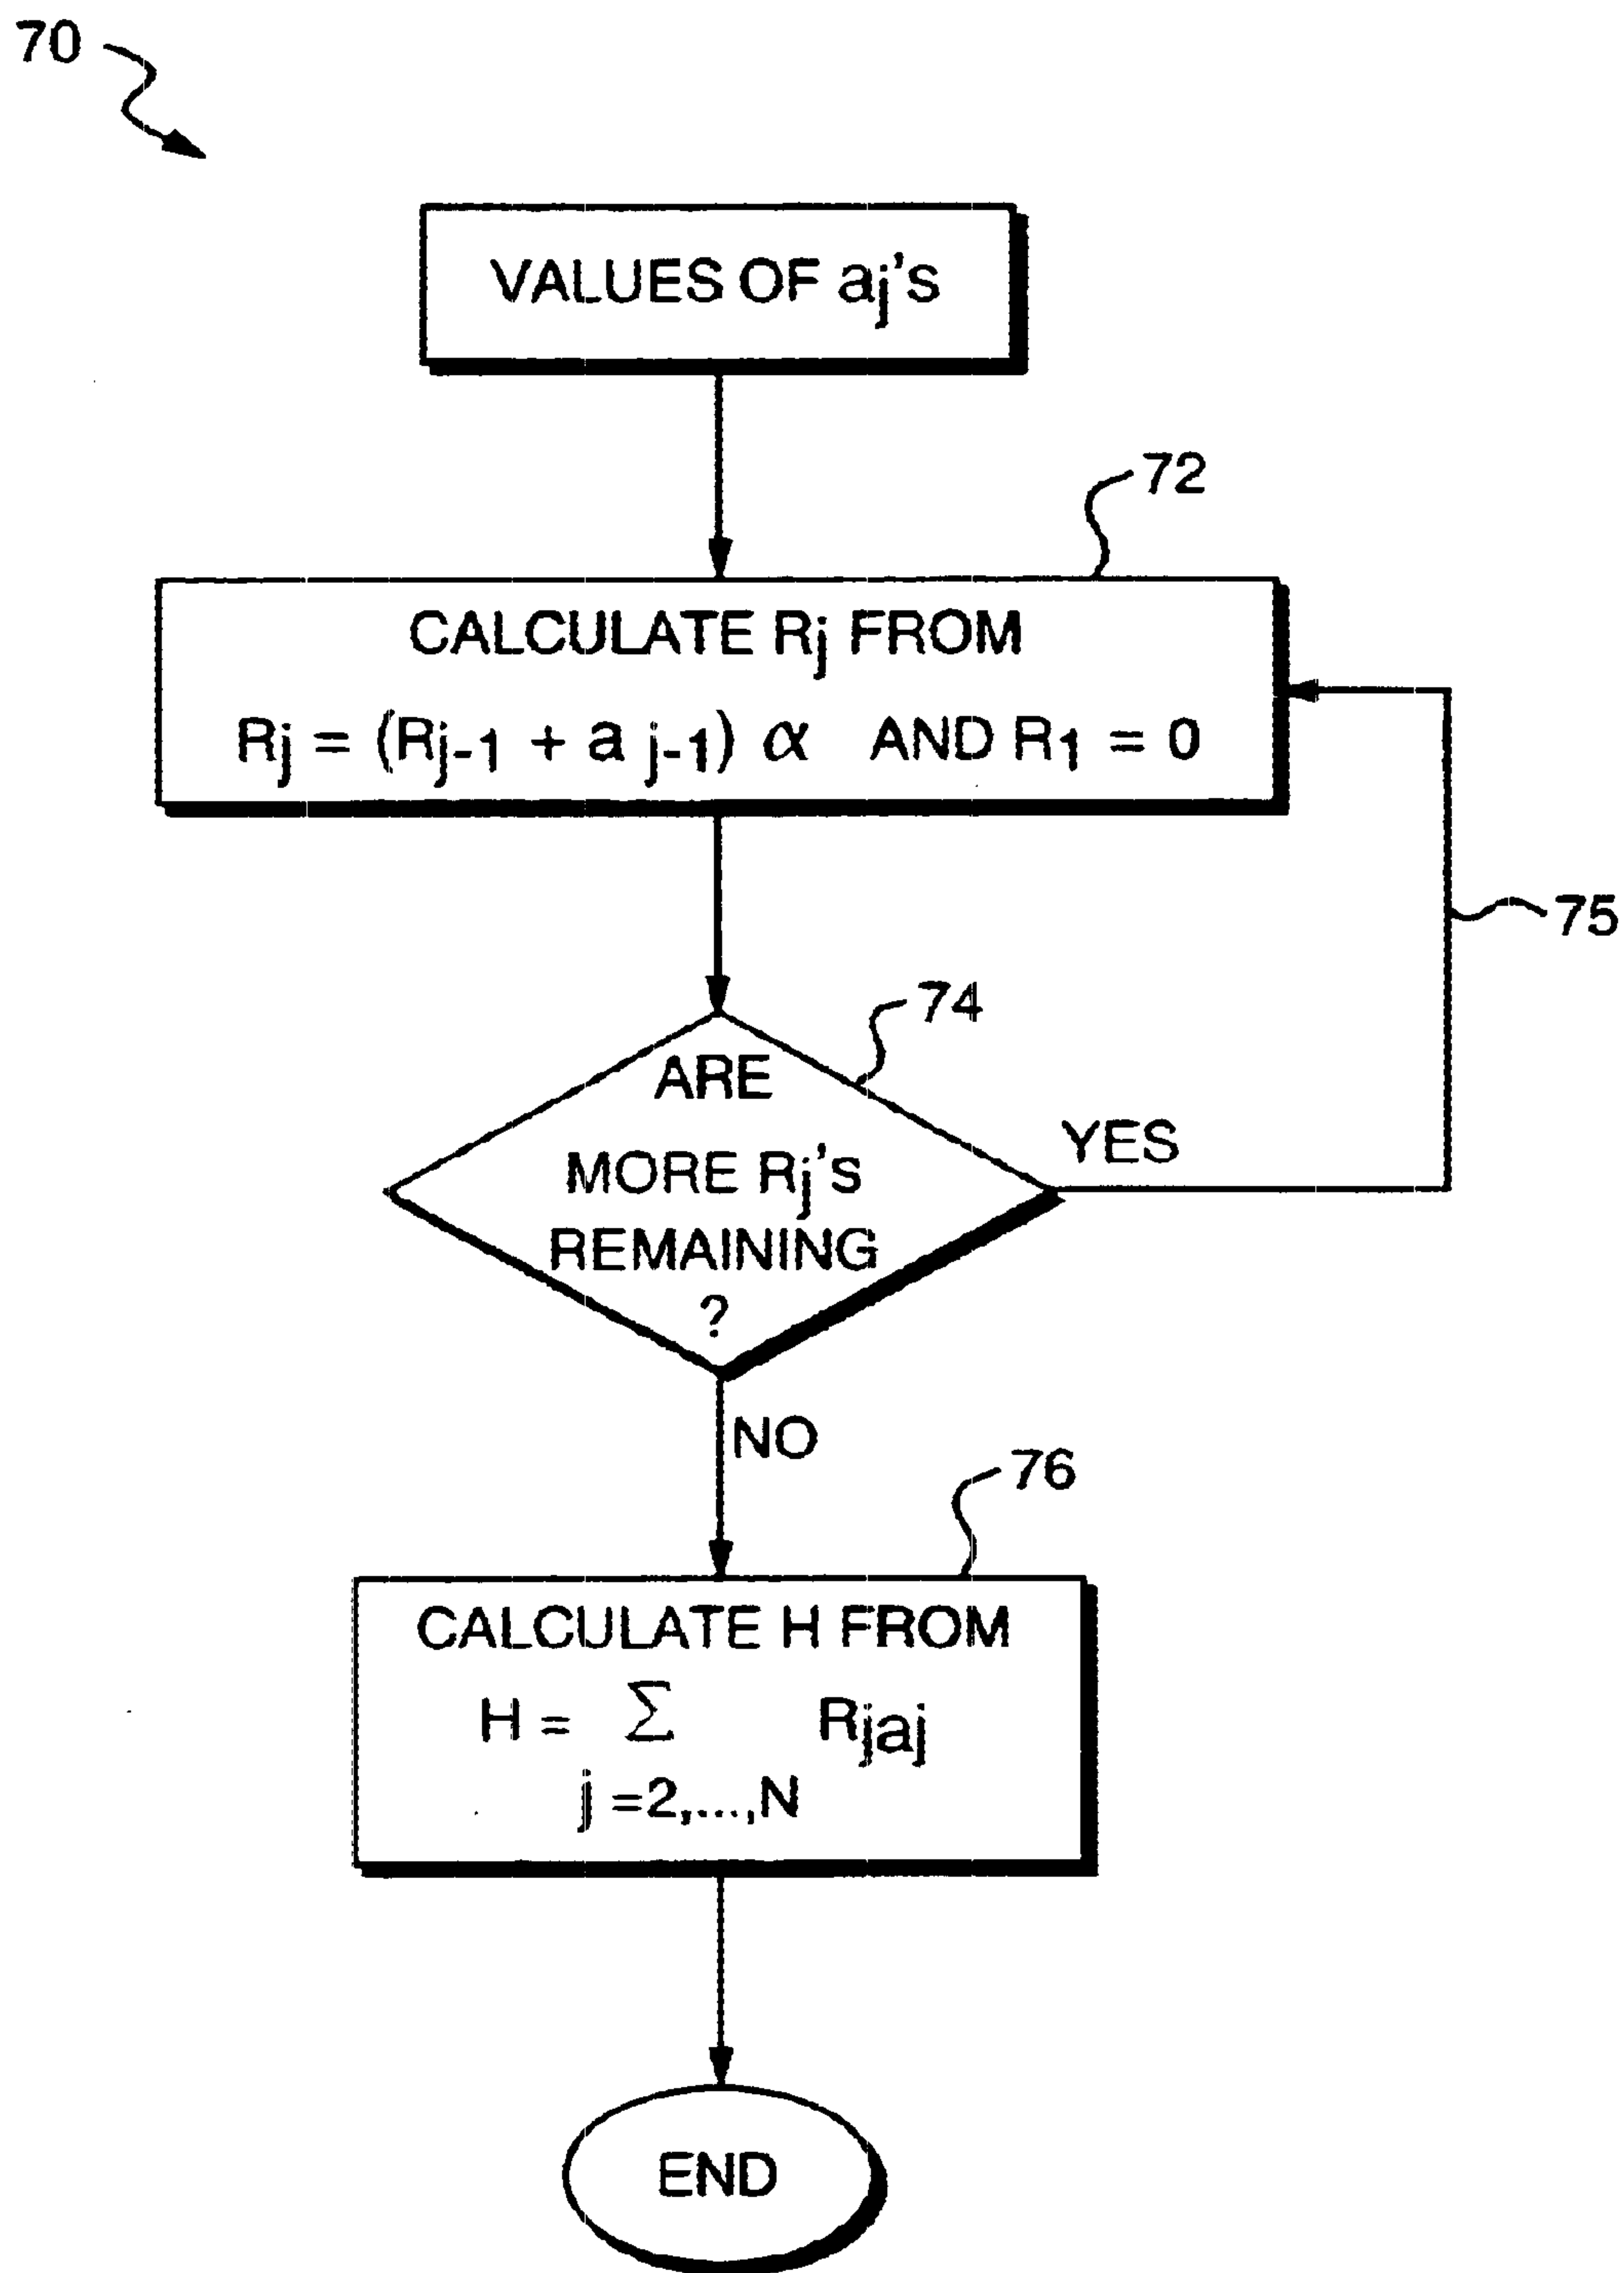 70
VALUES OF aj's
72
CALCULATE Rj FROM
Rj = (Rj-1 + a j-1) α AND R1 = 0
75
74
ARE
MORE Rj's
REMAINING
?
YES
NO
76
CALCULATE H FROM
H = Σ Rjaj
j =2,...,N
END